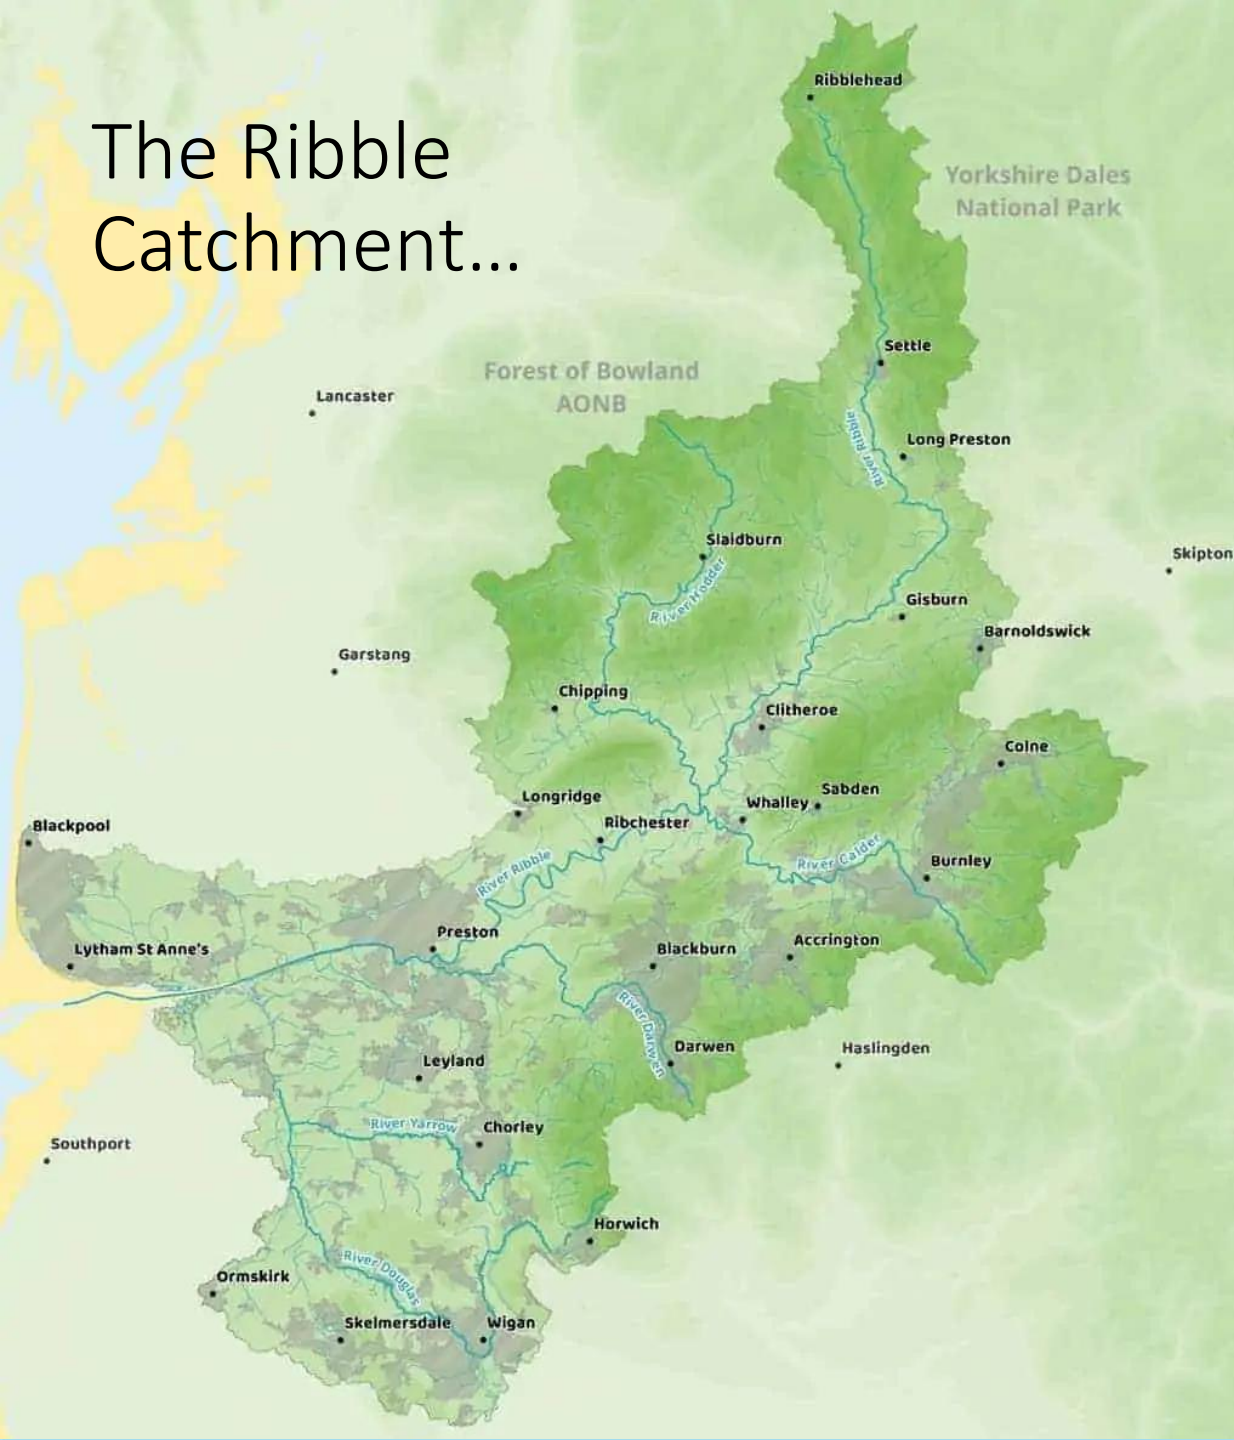 The Ribble
Catchment...
Ribblehead
Yorkshire Dales
National Park
Settle
Forest of Bowland
AONB
Lancaster
River Ribble
Long Preston
Slaidburn
Skipton
River Hodder
Gisburn
Barnoldswick
Garstang
Chipping
Clitheroe
Colne
Sabden
Longridge
Whalley
Ribchester
Blackpool
River Calder
Burnley
River Ribble
Preston
Accrington
Lytham St Anne's
Blackburn
River Darwen
Darwen
Haslingden
Leyland
River Yarrow
Chorley
Southport
Horwich
River Douglas
Ormskirk
Skelmersdale
Wigan